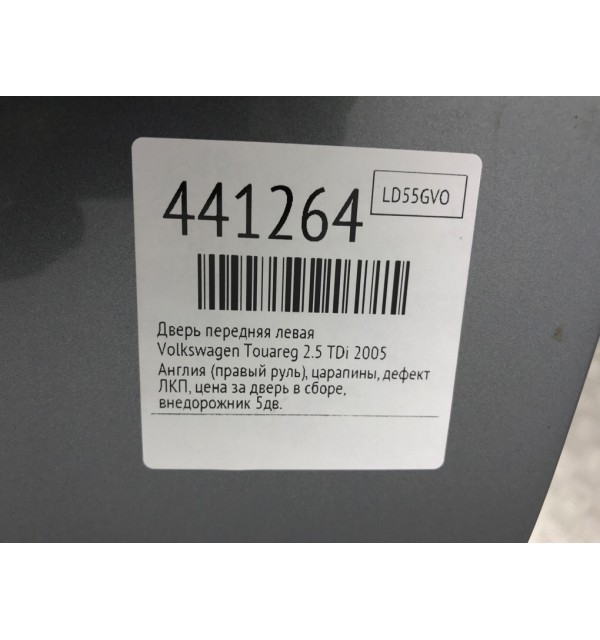 441264
LD55GVO
Дверь передняя левая
Volkswagen Touareg 2.5 TDi 2005
Англия (правый руль), царапины, дефект
ЛКП, цена за дверь в сборе,
внедорожник 5дв.